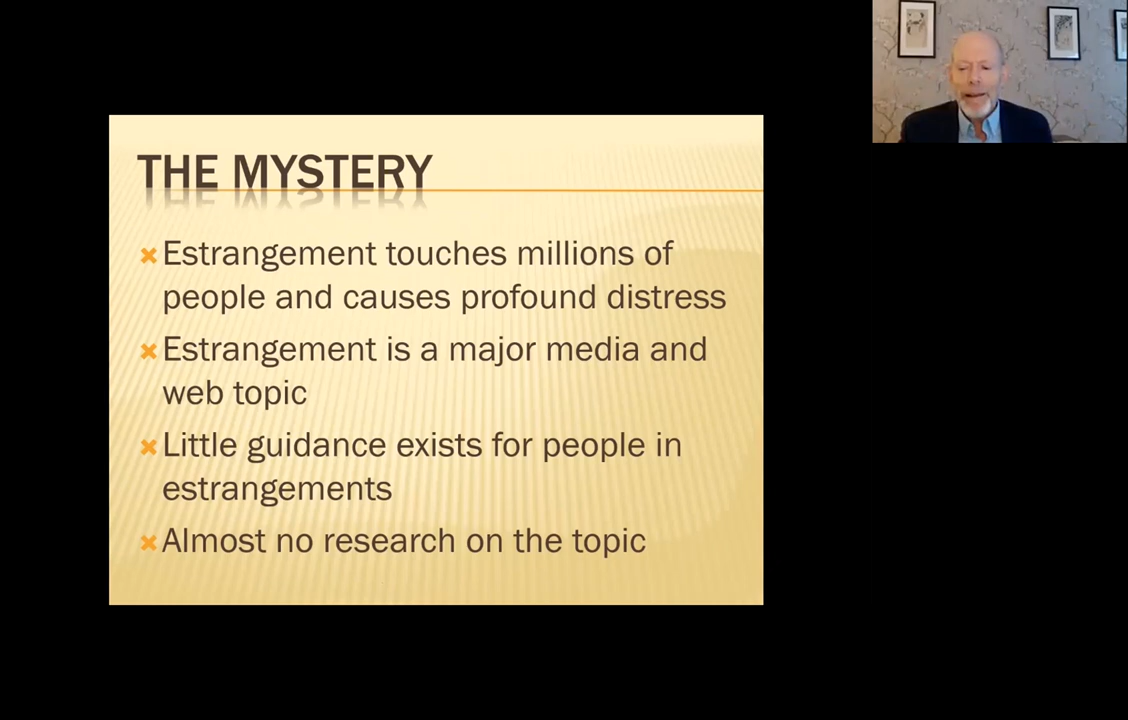 THE MYSTERY
Estrangement touches millions of
people and causes profound distress
Estrangement is a major media and
web topic
Little guidance exists for people in
estrangements
Almost no research on the topic